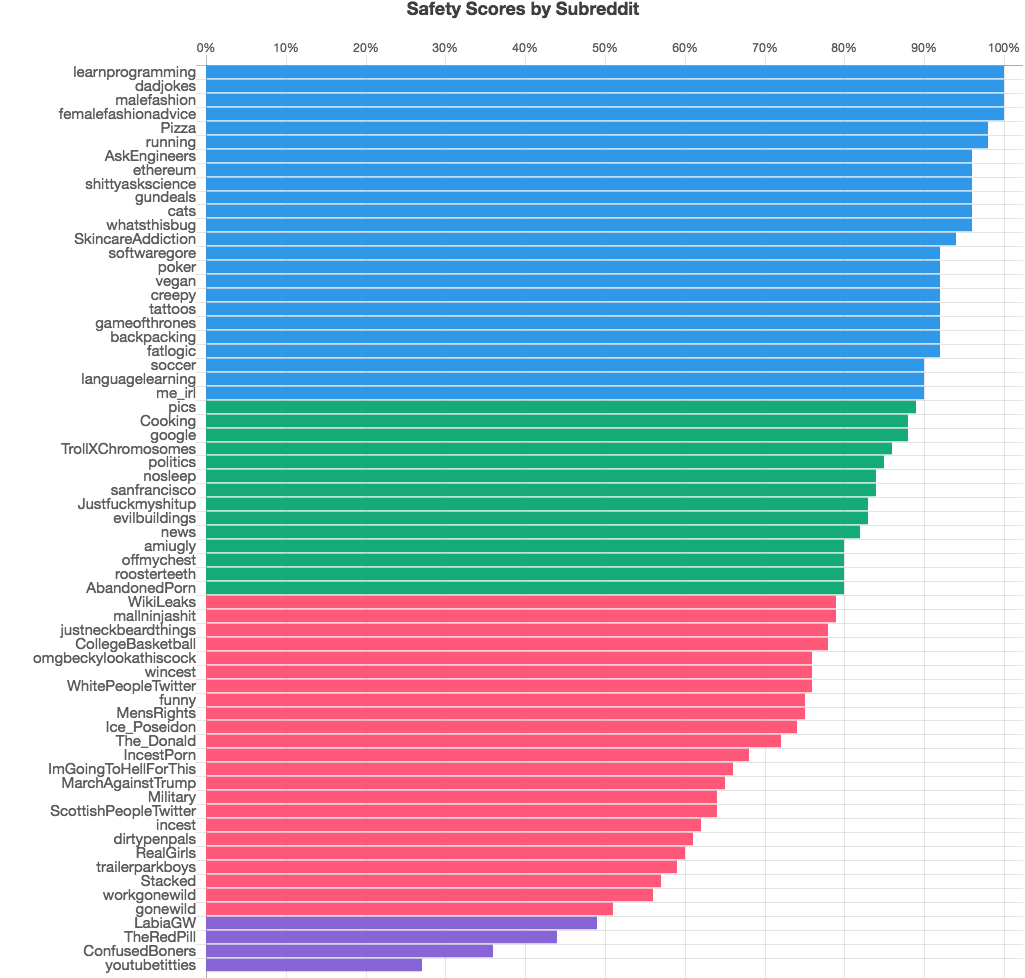 Safety Scores by Subreddit
0% 10% 20% 30% 40% 50% 60% 70% 80% 90% 100%
learnprogramming
dadjokes
malefashion
femalefashionadvice
Pizza
running
AskEngineers
ethereum
shittyaskscience
gundeals
cats
whatsthisbug
SkincareAddiction
softwaregore
poker
vegan
creepy
tattoos
gameofthrones
backpacking
fatlogic
soccer
languagelearning
me_irl
pics
Cooking
google
TrollXChromosomes
politics
nosleep
sanfrancisco
Justfuckmyshitup
evilbuildings
news
amiugly
offmychest
roosterteeth
AbandonedPorn
WikiLeaks
mallninjashit
justneckbeardthings
CollegeBasketball
omgbeckylookathiscock
wincest
WhitePeopleTwitter
funny
MensRights
Ice_Poseidon
The_Donald
IncestPorn
ImGoingToHellForThis
MarchAgainstTrump
Military
ScottishPeopleTwitter
incest
dirtypenpals
RealGirls
trailerparkboys
Stacked
workgonewild
gonewild
LabiaGW
TheRedPill
ConfusedBoners
youtubetitties